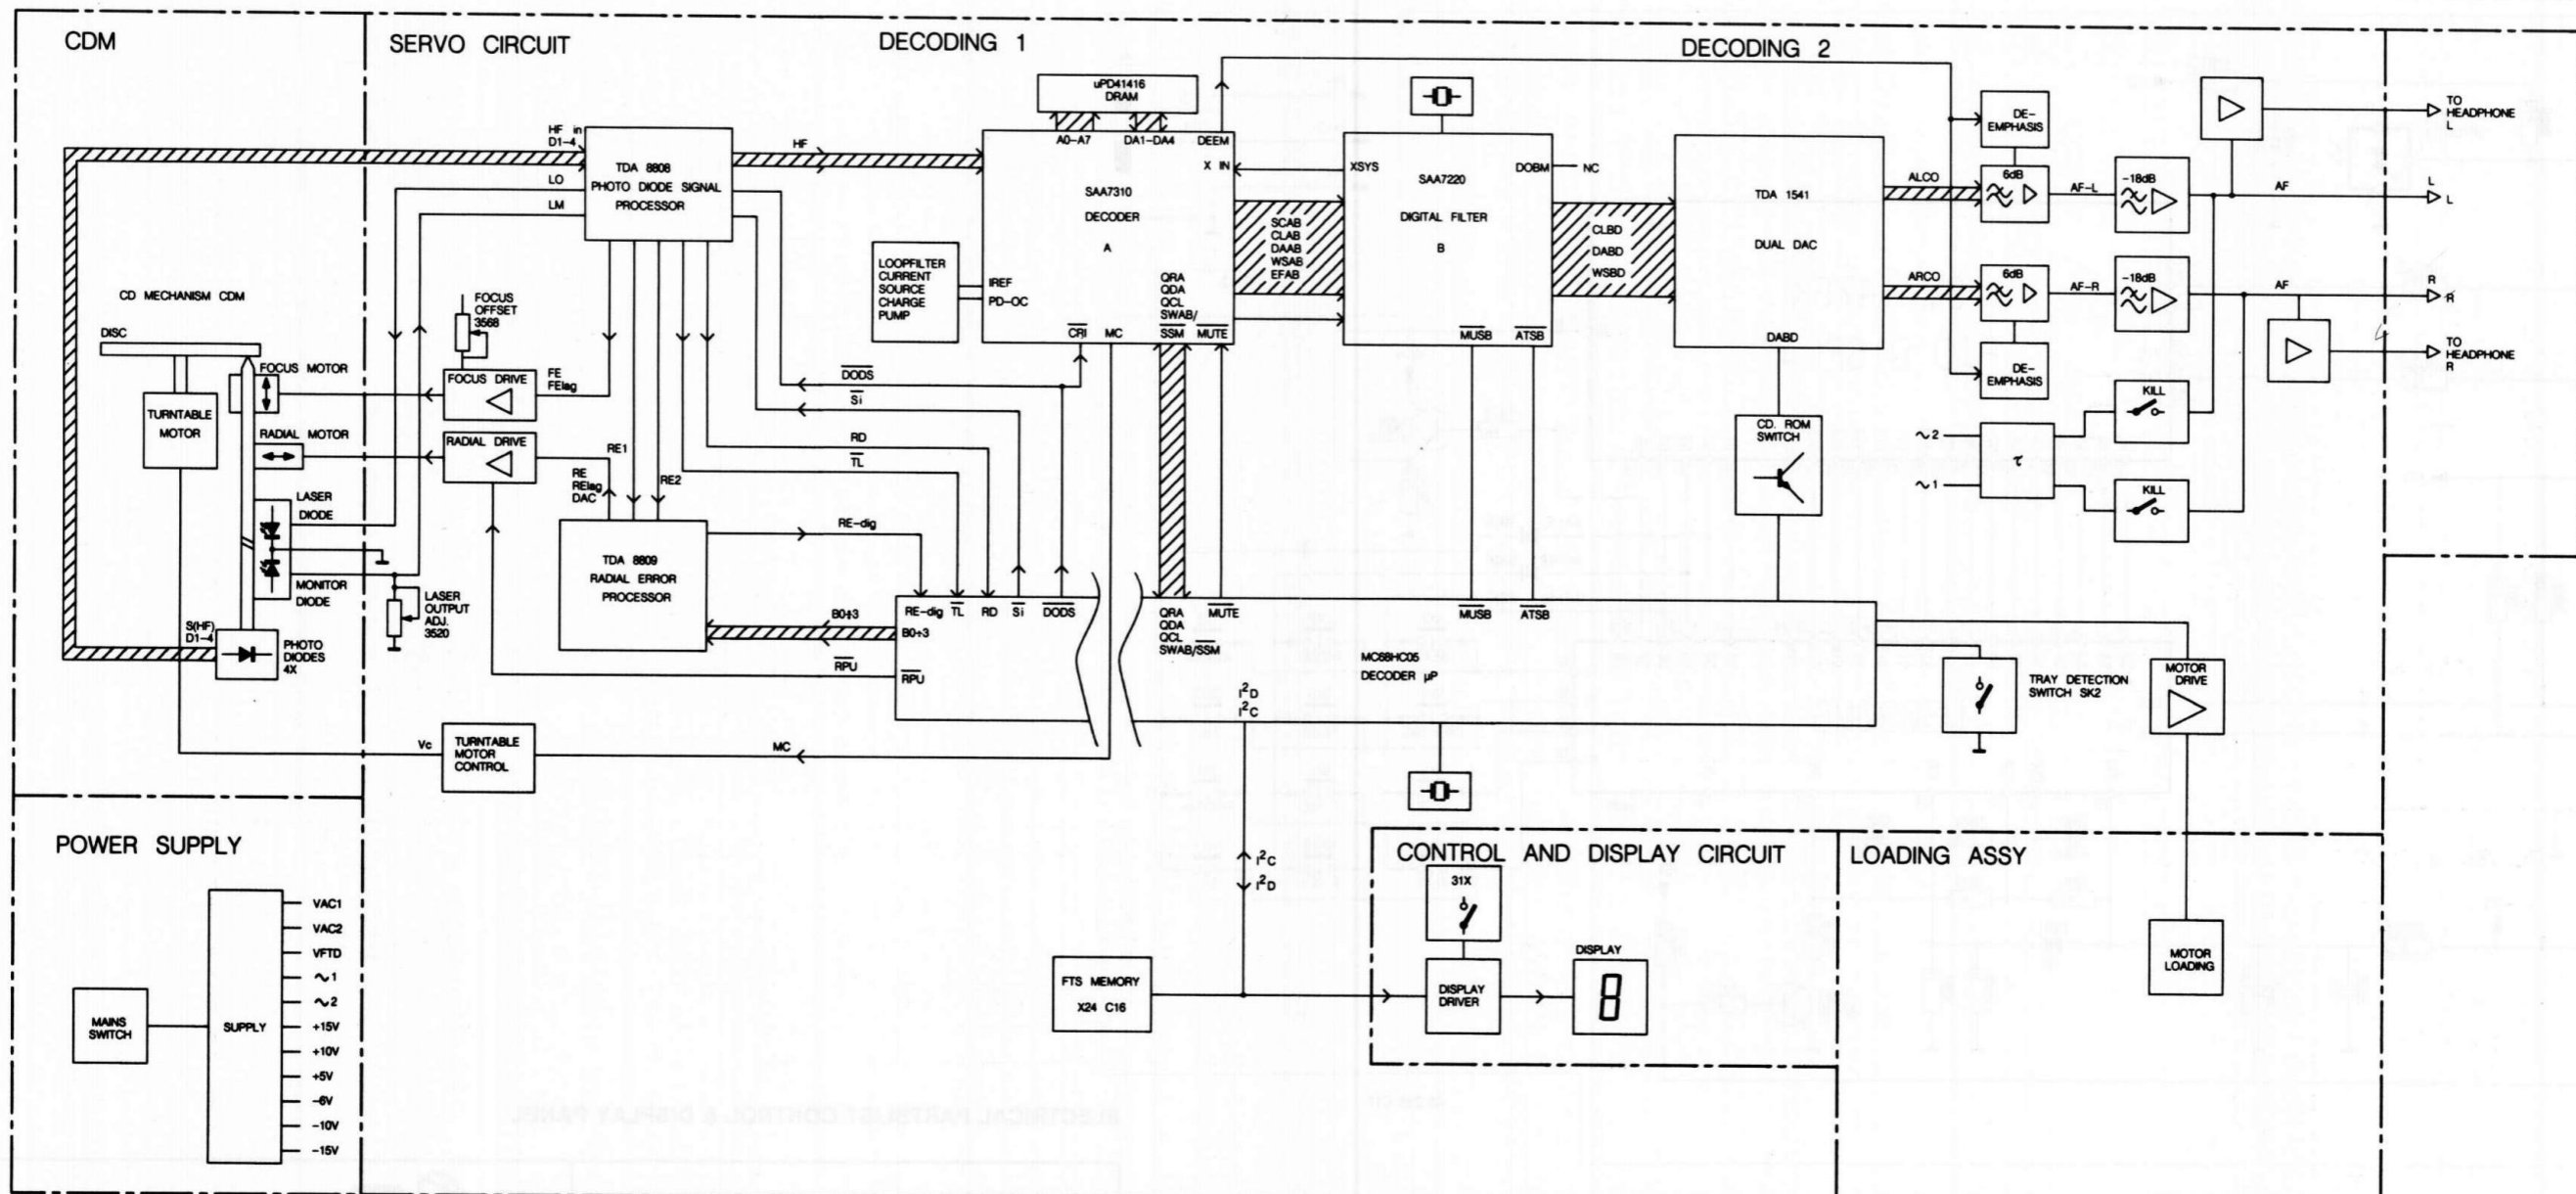 CDM
SERVO CIRCUIT
DECODING 1
DECODING 2
uPD41416
DRAM
HF in
D1-4
LO
LM
TDA 8808
PHOTO DIODE SIGNAL
PROCESSOR
HF
A0-A7
DA1-DA4
DEEM
X IN
SAA7310
DECODER
A
IREF
PD-OC
LOOPFILTER
CURRENT
SOURCE
CHARGE
PUMP
QRA
QDA
QCL
SWAB/
SSM
MUTE
CRI
MC
SCAB
CLAB
DAAB
WSAB
EFAB
XSYS
SAA7220
DIGITAL FILTER
B
DOBM
NC
MUSB
ATSB
CLBD
DABD
WSBD
TDA 1541
DUAL DAC
DABD
ALCO
ARCO
DE-
EMPHASIS
6dB
AF-L
-18dB
AF
TO
HEADPHONE
L
L
L
6dB
AF-R
-18dB
AF
R
R
TO
HEADPHONE
R
DE-
EMPHASIS
KILL
~2
~1
τ
KILL
CD. ROM
SWITCH
CD MECHANISM CDM
DISC
FOCUS MOTOR
TURNTABLE
MOTOR
RADIAL MOTOR
LASER
DIODE
MONITOR
DIODE
S(HF)
D1-4
PHOTO
DIODES
4X
FOCUS
OFFSET
3568
FOCUS DRIVE
FE
FElag
RADIAL DRIVE
RE
RElag
DAC
RE1
RE2
LASER
OUTPUT
ADJ.
3520
DODS
Si
RD
TL
TDA 8809
RADIAL ERROR
PROCESSOR
RE-dig
B0÷3
RPU
RE-dig
TL
RD
Si
DODS
B0÷3
RPU
QRA
QDA
QCL
SWAB/SSM
MUTE
MUSB
ATSB
MC68HC05
DECODER µP
I²D
I²C
Vc
TURNTABLE
MOTOR
CONTROL
MC
TRAY DETECTION
SWITCH SK2
MOTOR
DRIVE
POWER SUPPLY
MAINS
SWITCH
SUPPLY
VAC1
VAC2
VFTD
~1
~2
+15V
+10V
+5V
-6V
-10V
-15V
I²C
I²D
FTS MEMORY
X24 C16
CONTROL AND DISPLAY CIRCUIT
31X
DISPLAY
DRIVER
DISPLAY
8
LOADING ASSY
MOTOR
LOADING
ELECTRICAL PARTSLIST CONTROL & DISPLAY PANEL